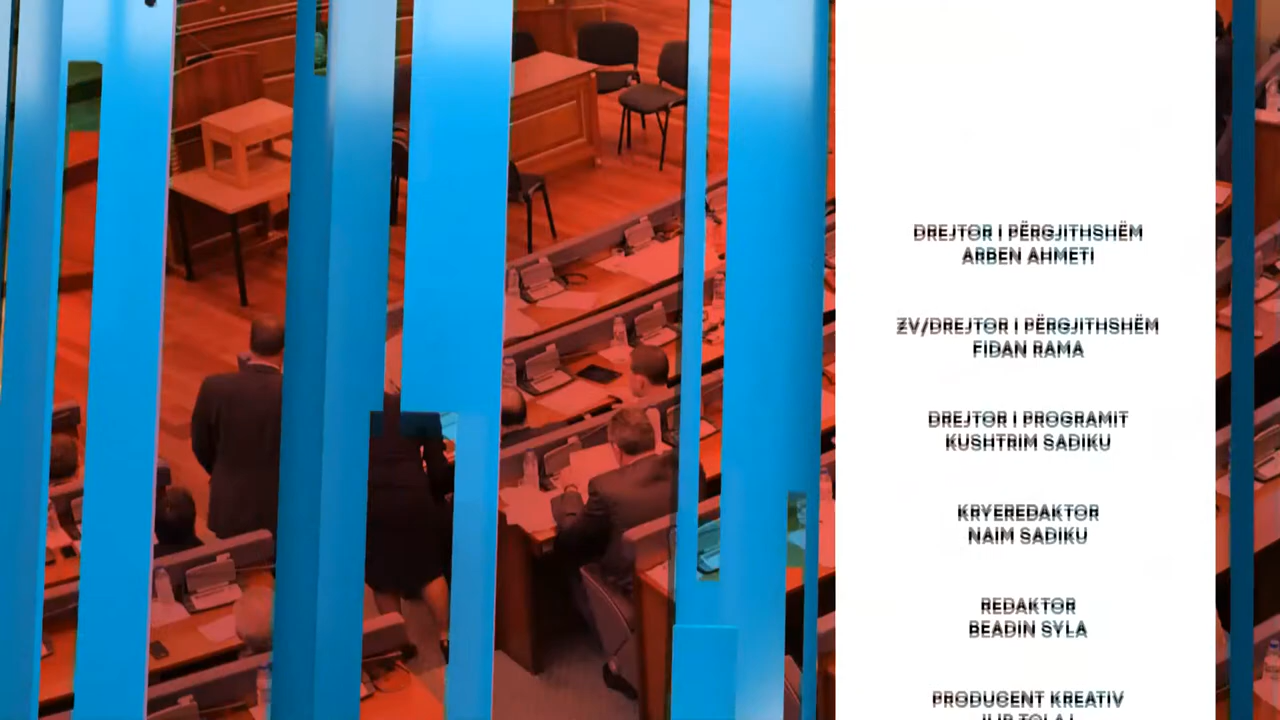 DREJTOR I PËRGJITHSHËM
ARBEN AHMETI
ZV/DREJTOR I PËRGJITHSHËM
FIDAN RAMA
DREJTOR I PROGRAMIT
KUSHTRIM SADIKU
KRYEREDAKTOR
NAIM SADIKU
REDAKTOR
BEADIN SYLA
PRODUCENT KREATIV